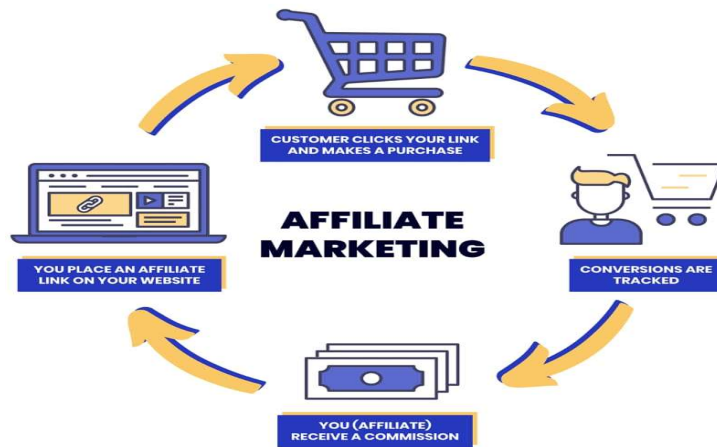 CUSTOMER CLICKS YOUR LINK
AND MAKES A PURCHASE
AFFILIATE
MARKETING
YOU PLACE AN AFFILIATE
LINK ON YOUR WEBSITE
CONVERSIONS ARE
TRACKED
YOU (AFFILIATE)
RECEIVE A COMMISSION